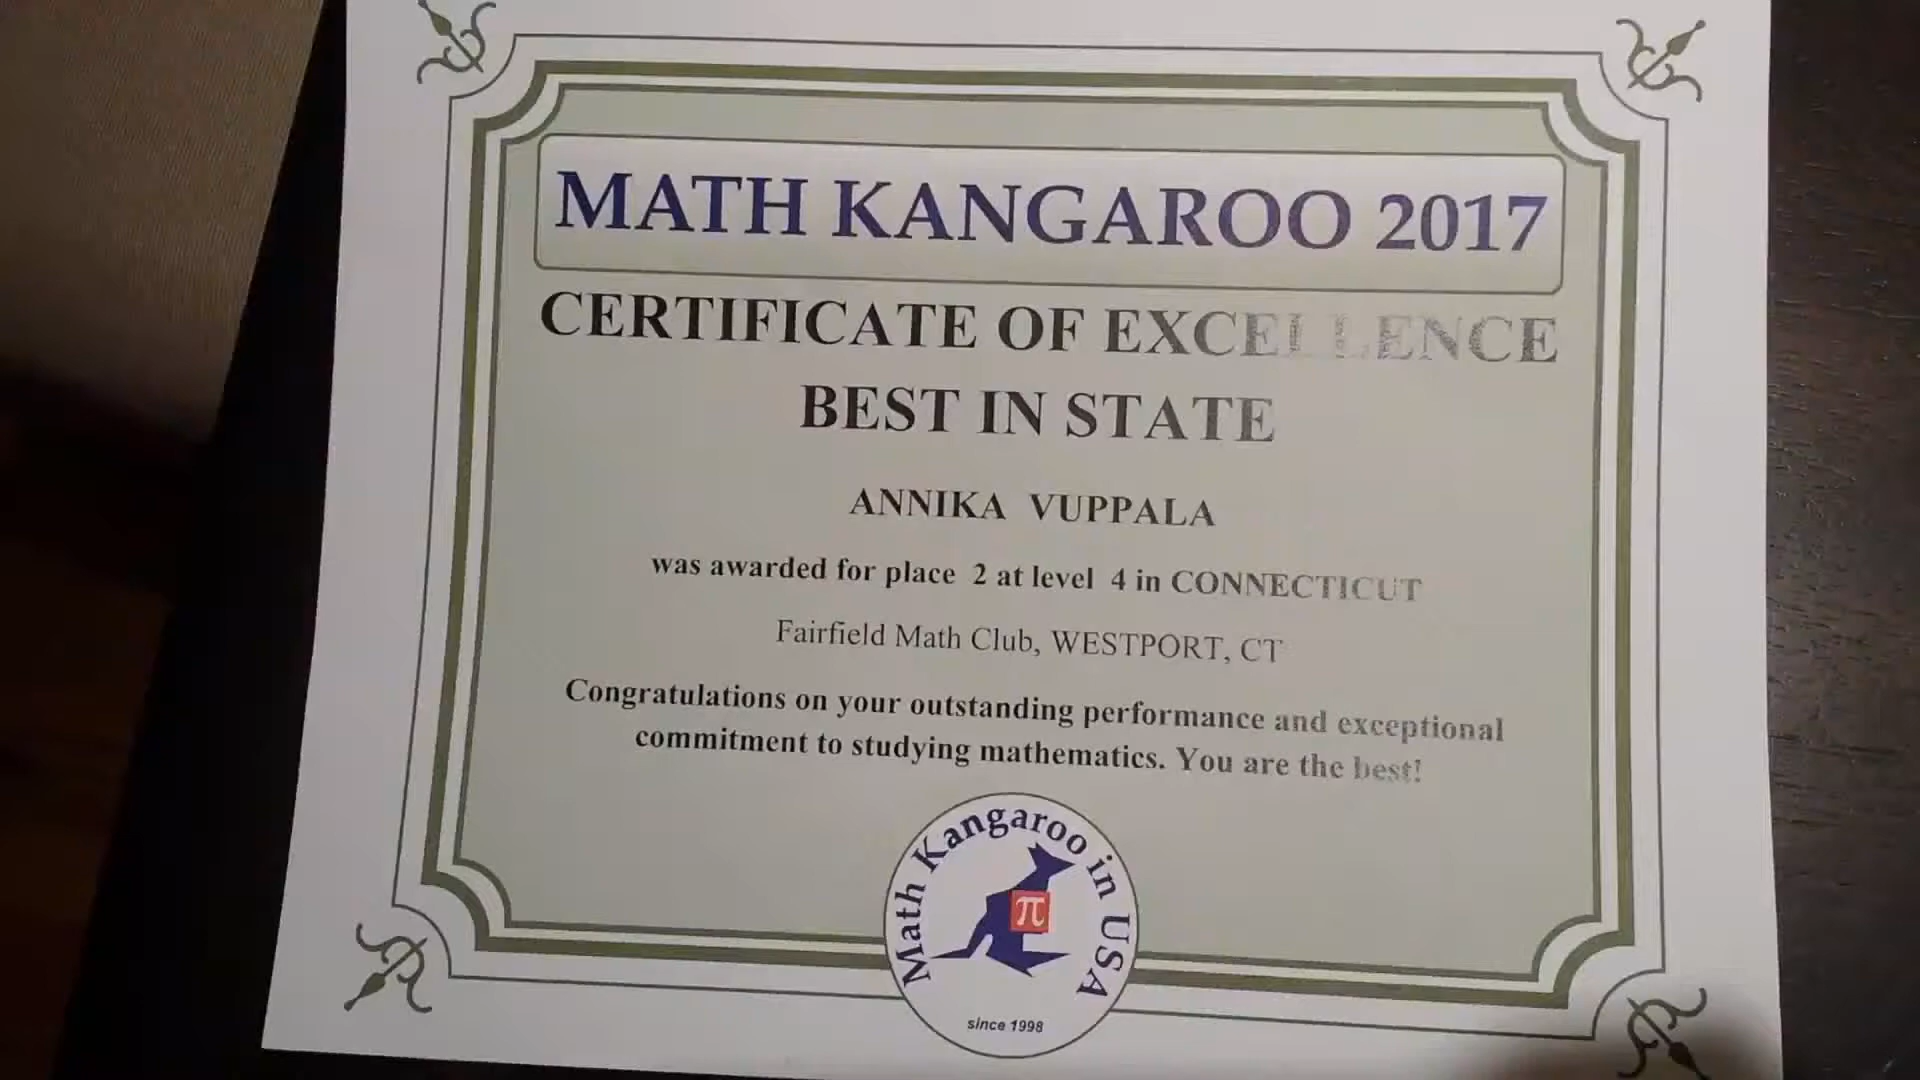 MATH KANGAROO 2017
CERTIFICATE OF EXCELLENCE
BEST IN STATE
ANNIKA VUPPALA
was awarded for place 2 at level 4 in CONNECTICUT
Fairfield Math Club, WESTPORT, CT
Congratulations on your outstanding performance and exceptional
commitment to studying mathematics. You are the best!
Math Kangaroo in USA
π
since 1998